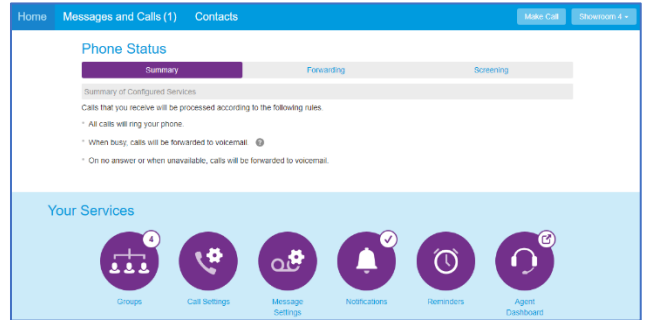 Home Messages and Calls (1) Contacts Make Call Showroom 4
Phone Status
Summary Forwarding Screening
Summary of Configured Services
Calls that you receive will be processed according to the following rules.
* All calls will ring your phone.
* When busy, calls will be forwarded to voicemail. ?
* On no answer or when unavailable, calls will be forwarded to voicemail.
Your Services
4
Groups Call Settings Message Settings Notifications Reminders Agent Dashboard